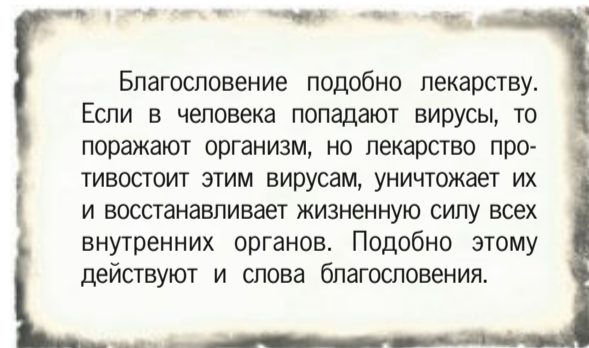 Благословение подобно лекарству.
Если в человека попадают вирусы, то
поражают организм, но лекарство про-
тивостоит этим вирусам, уничтожает их
и восстанавливает жизненную силу всех
внутренних органов. Подобно этому
действуют и слова благословения.